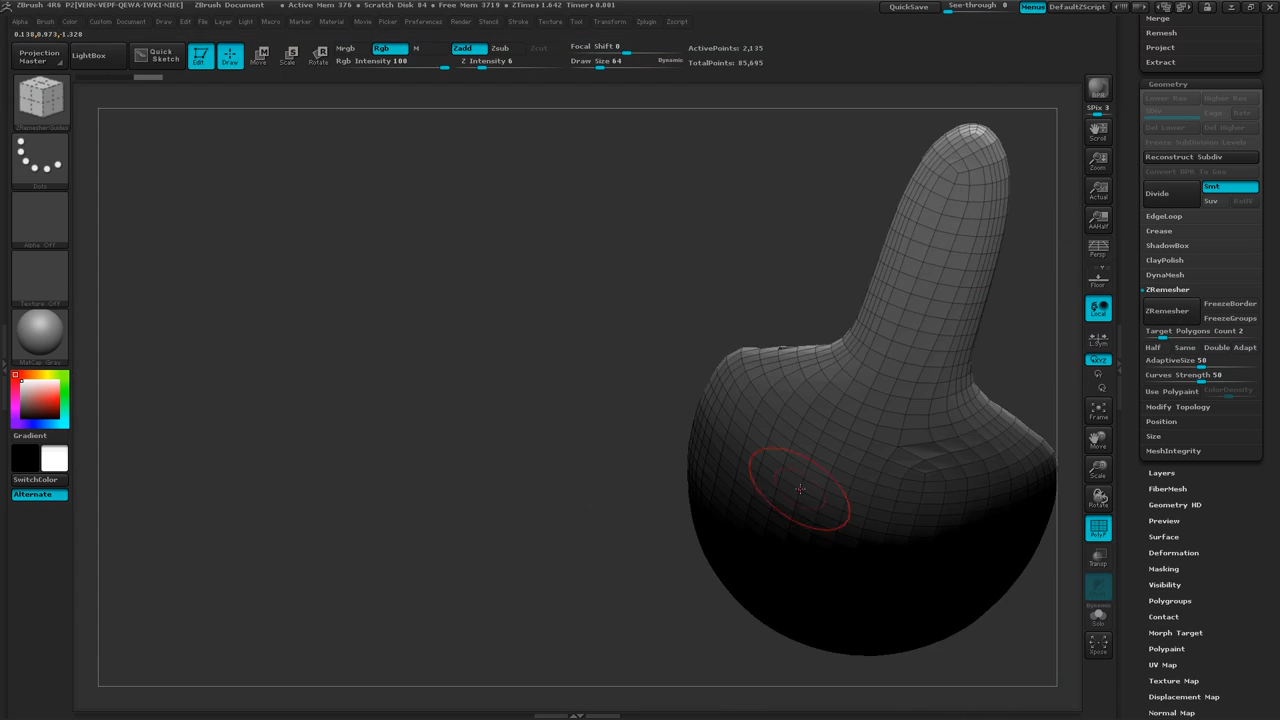 ZBrush 4R6 P2[VEHN-VEPF-QEWA-IWKI-NIEC] ZBrush Document • Active Mem 376 • Scratch Disk 84 • Free Mem 3719 • ZTime▸1.642 Timer▸0.001
QuickSave See-through 0 Menus DefaultZScript
Alpha Brush Color Custom Document Draw Edit File Layer Light Macro Marker Material Movie Picker Preferences Render Stencil Stroke Texture Tool Transform Zplugin Zscript
0.138,0.973,-1.328
Projection Master
LightBox
Quick Sketch
Edit
Draw
Move
Scale
Rotate
Mrgb Rgb M
Rgb Intensity 100
Zadd Zsub Zcut
Z Intensity 6
Focal Shift 0
Draw Size 64 Dynamic
ActivePoints: 2,135
TotalPoints: 85,695
ZRemesherGuides
Dots
Alpha Off
Texture Off
MatCap Gray
Gradient
SwitchColor
Alternate
BPR
SPix 3
Scroll
Zoom
Actual
AAHalf
Persp
Floor
Local
L.Sym
XYZ
Frame
Move
Scale
Rotate
PolyF
Transp
Dynamic
Solo
Xpose
Merge
Remesh
Project
Extract
Geometry
Lower Res Higher Res
SDiv Cage Rstr
Del Lower Del Higher
Freeze SubDivision Levels
Reconstruct Subdiv
Convert BPR To Geo
Divide
Smt
Suv ReUV
EdgeLoop
Crease
ShadowBox
ClayPolish
DynaMesh
ZRemesher
ZRemesher
FreezeBorder
FreezeGroups
Target Polygons Count 2
Half Same Double Adapt
AdaptiveSize 50
Curves Strength 50
Use Polypaint ColorDensity
Modify Topology
Position
Size
MeshIntegrity
Layers
FiberMesh
Geometry HD
Preview
Surface
Deformation
Masking
Visibility
Polygroups
Contact
Morph Target
Polypaint
UV Map
Texture Map
Displacement Map
Normal Map